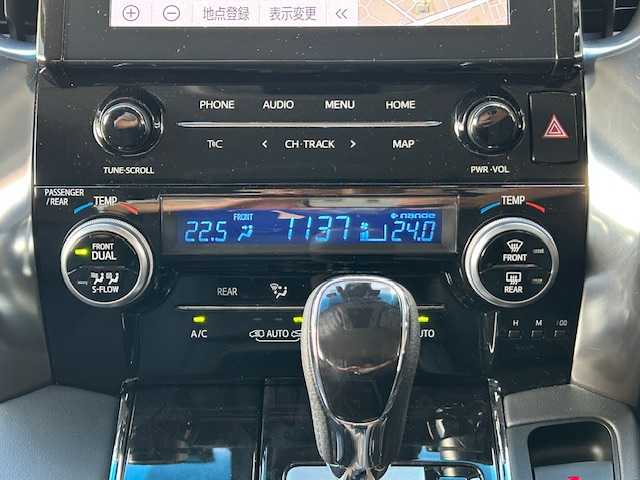 地点登録 表示変更 <<
PHONE AUDIO MENU HOME
TUNE·SCROLL T C < CH·TRACK > MAP PWR·VOL
PASSENGER
/REAR
TEMP TEMP
22.5 FRONT 11:37 24.0 nanoe
FRONT
DUAL
S-FLOW
REAR
FRONT
REAR
A/C AUTO AUTO
H M :00